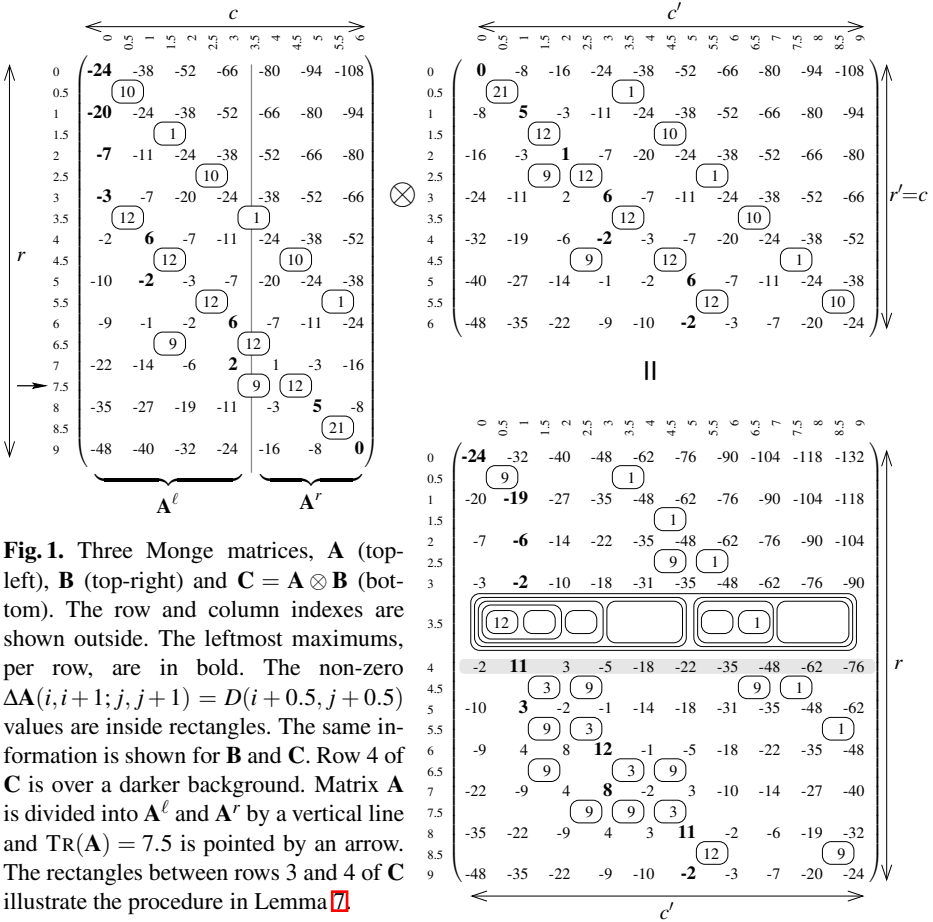 c
0 0.5 1 1.5 2 2.5 3 3.5 4 4.5 5 5.5 6
0 -24 -38 -52 -66 -80 -94 -108
0.5 10
1 -20 -24 -38 -52 -66 -80 -94
1.5 1
2 -7 -11 -24 -38 -52 -66 -80
2.5 10
3 -3 -7 -20 -24 -38 -52 -66
3.5 12 1
4 -2 6 -7 -11 -24 -38 -52
r
4.5 12 10
5 -10 -2 -3 -7 -20 -24 -38
5.5 12 1
6 -9 -1 -2 6 -7 -11 -24
6.5 9 12
7 -22 -14 -6 2 1 -3 -16
7.5 9 12
8 -35 -27 -19 -11 -3 5 -8
8.5 21
9 -48 -40 -32 -24 -16 -8 0
A^ℓ A^r
⊗
c′
0 0.5 1 1.5 2 2.5 3 3.5 4 4.5 5 5.5 6 6.5 7 7.5 8 8.5 9
0 0 -8 -16 -24 -38 -52 -66 -80 -94 -108
0.5 21 1
1 -8 5 -3 -11 -24 -38 -52 -66 -80 -94
1.5 12 10
2 -16 -3 1 -7 -20 -24 -38 -52 -66 -80
2.5 9 12 1
3 -24 -11 2 6 -7 -11 -24 -38 -52 -66
r′=c
3.5 12 10
4 -32 -19 -6 -2 -3 -7 -20 -24 -38 -52
4.5 9 12 1
5 -40 -27 -14 -1 -2 6 -7 -11 -24 -38
5.5 12 10
6 -48 -35 -22 -9 -10 -2 -3 -7 -20 -24
=
0 0.5 1 1.5 2 2.5 3 3.5 4 4.5 5 5.5 6 6.5 7 7.5 8 8.5 9
0 -24 -32 -40 -48 -62 -76 -90 -104 -118 -132
0.5 9 1
1 -20 -19 -27 -35 -48 -62 -76 -90 -104 -118
1.5 1
2 -7 -6 -14 -22 -35 -48 -62 -76 -90 -104
2.5 9 1
3 -3 -2 -10 -18 -31 -35 -48 -62 -76 -90
3.5 12 1
4 -2 11 3 -5 -18 -22 -35 -48 -62 -76
r
4.5 3 9 9 1
5 -10 3 -2 -1 -14 -18 -31 -35 -48 -62
5.5 9 3 1
6 -9 4 8 12 -1 -5 -18 -22 -35 -48
6.5 9 3 9
7 -22 -9 4 8 -2 3 -10 -14 -27 -40
7.5 9 9 3
8 -35 -22 -9 4 3 11 -2 -6 -19 -32
8.5 12 9
9 -48 -35 -22 -9 -10 -2 -3 -7 -20 -24
c′
Fig. 1. Three Monge matrices, A (top-
left), B (top-right) and C = A ⊗ B (bot-
tom). The row and column indexes are
shown outside. The leftmost maximums,
per row, are in bold. The non-zero
ΔA(i,i+1;j,j+1) = D(i+0.5,j+0.5)
values are inside rectangles. The same in-
formation is shown for B and C. Row 4 of
C is over a darker background. Matrix A
is divided into A^ℓ and A^r by a vertical line
and TR(A) = 7.5 is pointed by an arrow.
The rectangles between rows 3 and 4 of C
illustrate the procedure in Lemma 7.